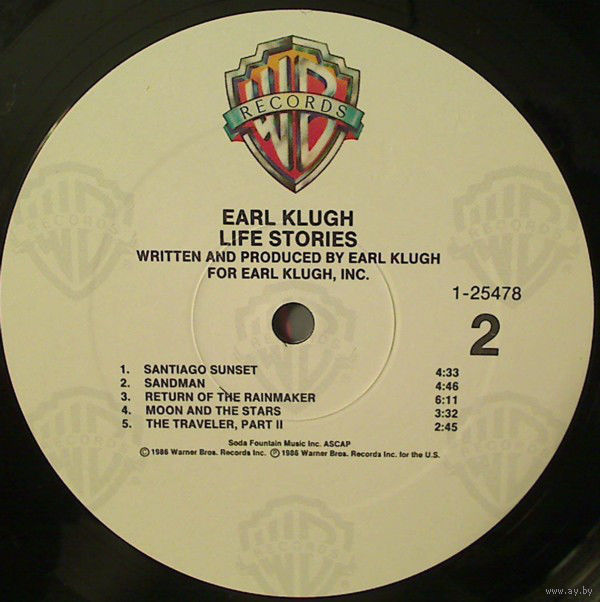 WB
RECORDS
EARL KLUGH
LIFE STORIES
WRITTEN AND PRODUCED BY EARL KLUGH
FOR EARL KLUGH, INC.
1-25478
2
1. SANTIAGO SUNSET 4:33
2. SANDMAN 4:46
3. RETURN OF THE RAINMAKER 6:11
4. MOON AND THE STARS 3:32
5. THE TRAVELER, PART II 2:45
Soda Fountain Music Inc. ASCAP
Ⓒ 1986 Warner Bros. Records Inc. Ⓟ 1986 Warner Bros. Records Inc. for the U.S.
www.ay.by